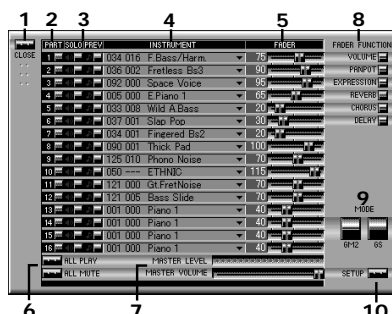 1 2 3 4 5 8
PART SOLO PREV INSTRUMENT FADER FADER FUNCTION
CLOSE VOLUME
1 034 016 F.Bass/Harm. 75 PANPOT
2 036 002 Fretless Bs3 90 EXPRESSION
3 092 000 Space Voice 95 REVERB
4 005 000 E.Piano 1 65 CHORUS
5 033 008 Wild A.Bass 20 DELAY
6 037 001 Slap Pop 30
7 034 001 Fingered Bs2 20
8 090 001 Thick Pad 100
9 125 010 Phono Noise 70
10 050 --- ETHNIC 115
11 121 000 Gt.FretNoise 70
12 121 005 Bass Slide 70
13 001 000 Piano 1 40
14 001 000 Piano 1 40
15 001 000 Piano 1 40
16 001 000 Piano 1 40
9
MODE
GM2 GS
ALL PLAY MASTER LEVEL
ALL MUTE MASTER VOLUME SETUP
6 7 10